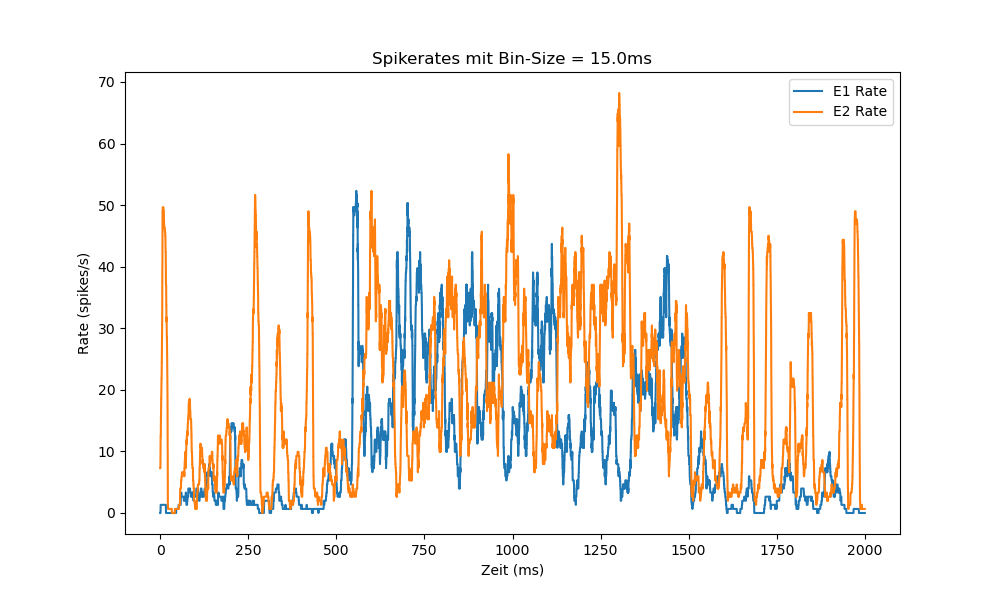 Spikerates mit Bin-Size = 15.0ms
E1 Rate
E2 Rate
Rate (spikes/s)
70
60
50
40
30
20
10
0
0 250 500 750 1000 1250 1500 1750 2000
Zeit (ms)